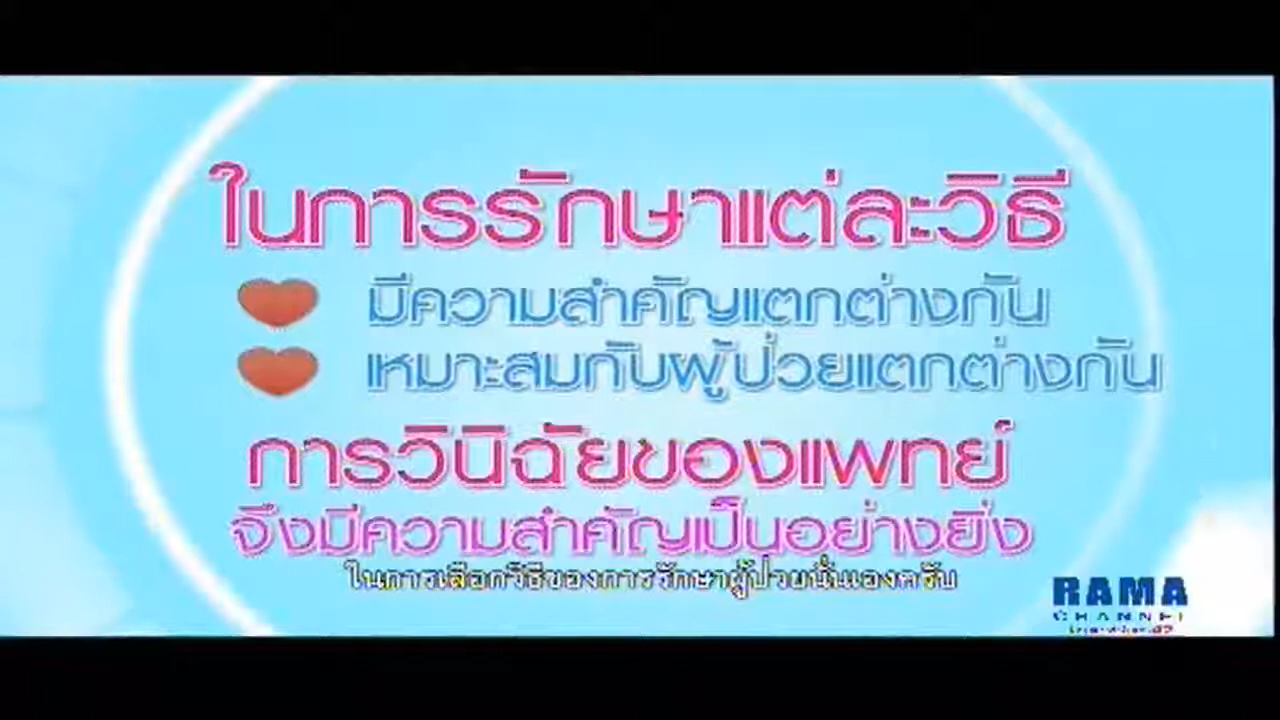 ในการรักษาแต่ละวิธี
มีความสำคัญแตกต่างกัน
เหมาะสมกับผู้ป่วยแตกต่างกัน
การวินิฉัยของแพทย์
จึงมีความสำคัญเป็นอย่างยิ่ง
ในการเลือกวิธีของการรักษาผู้ป่วยนั่นเองครับ
RAMA
CHANNEL